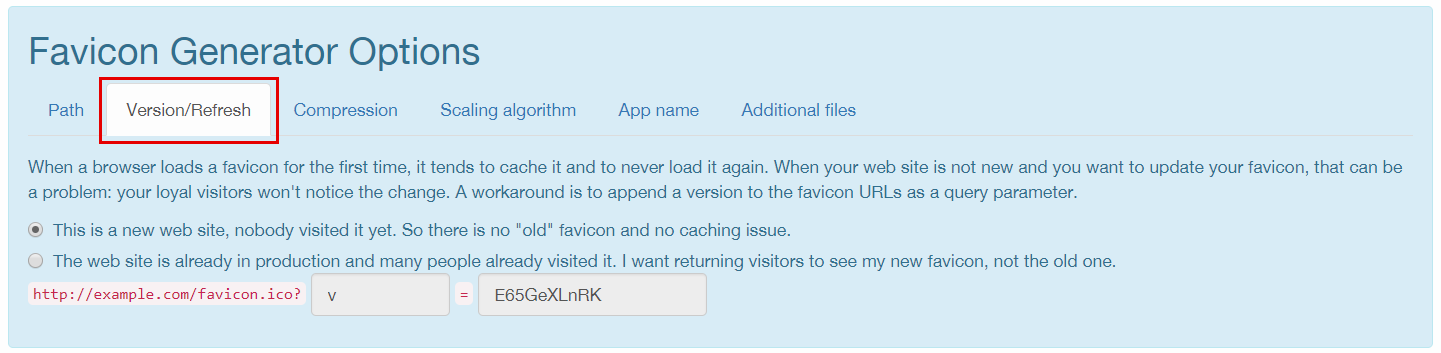 Favicon Generator Options
Path Version/Refresh Compression Scaling algorithm App name Additional files
When a browser loads a favicon for the first time, it tends to cache it and to never load it again. When your web site is not new and you want to update your favicon, that can be
a problem: your loyal visitors won't notice the change. A workaround is to append a version to the favicon URLs as a query parameter.
This is a new web site, nobody visited it yet. So there is no "old" favicon and no caching issue.
The web site is already in production and many people already visited it. I want returning visitors to see my new favicon, not the old one.
http://example.com/favicon.ico? v = E65GeXLnRK